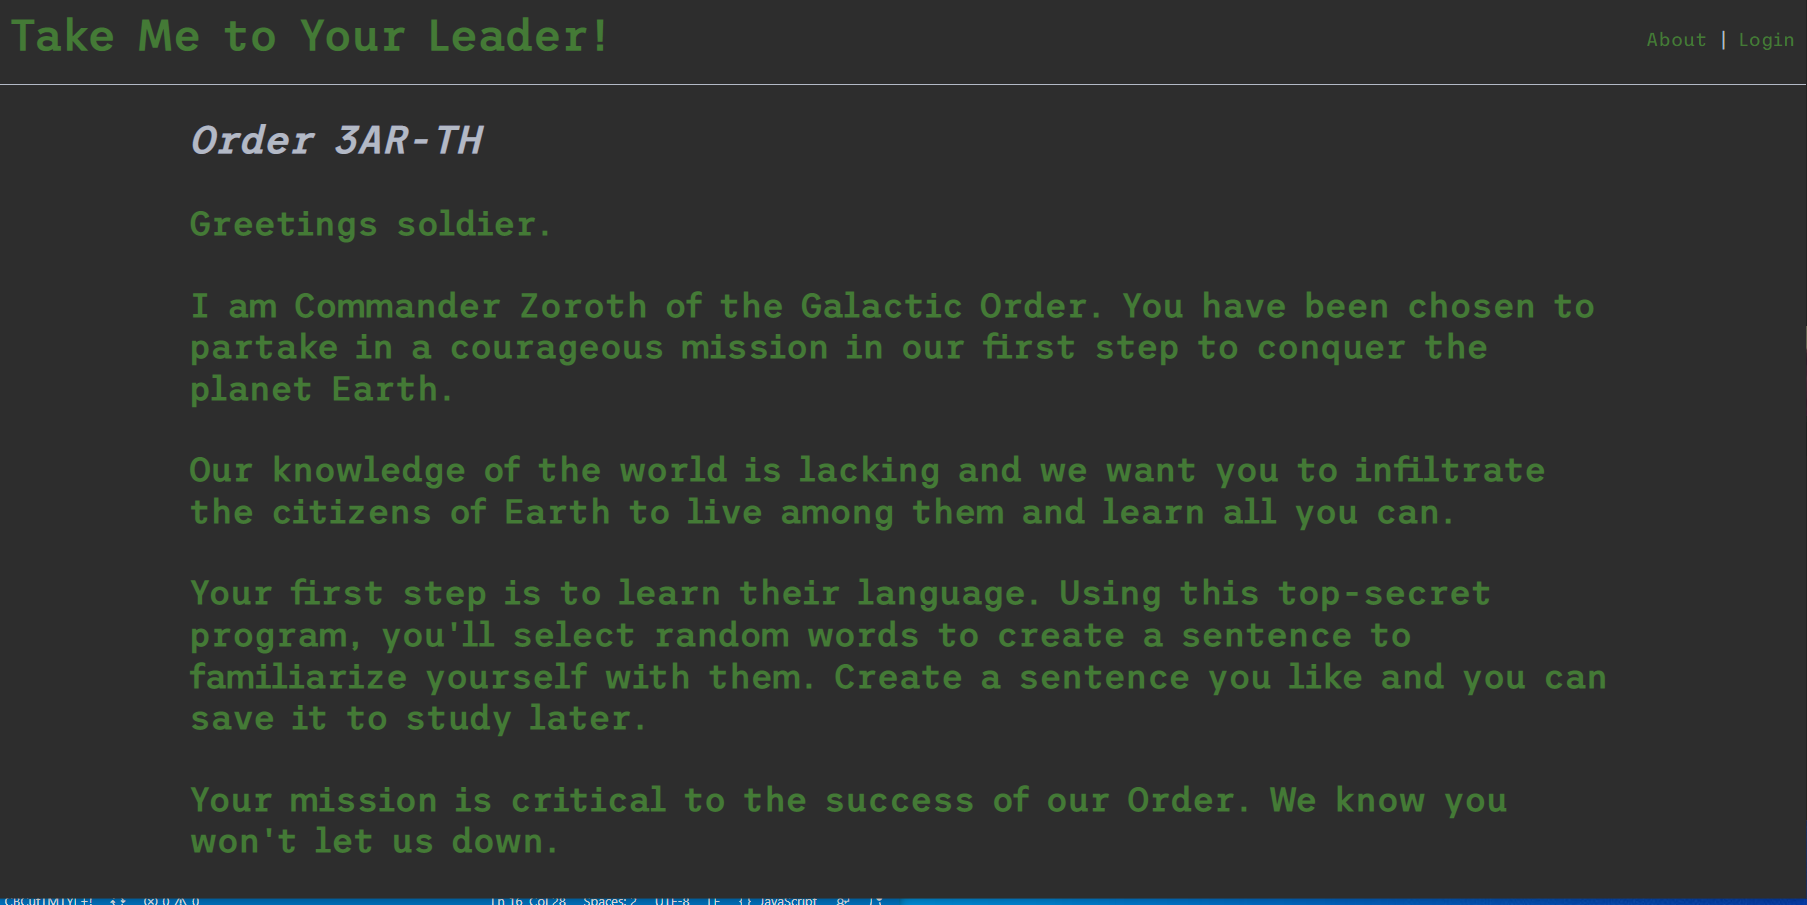 Take Me to Your Leader!
About | Login
Order 3AR-TH
Greetings soldier.
I am Commander Zoroth of the Galactic Order. You have been chosen to
partake in a courageous mission in our first step to conquer the
planet Earth.
Our knowledge of the world is lacking and we want you to infiltrate
the citizens of Earth to live among them and learn all you can.
Your first step is to learn their language. Using this top-secret
program, you'll select random words to create a sentence to
familiarize yourself with them. Create a sentence you like and you can
save it to study later.
Your mission is critical to the success of our Order. We know you
won't let us down.
0 0 Ln 16, Col 28 Spaces: 2 UTF-8 LF {} JavaScript